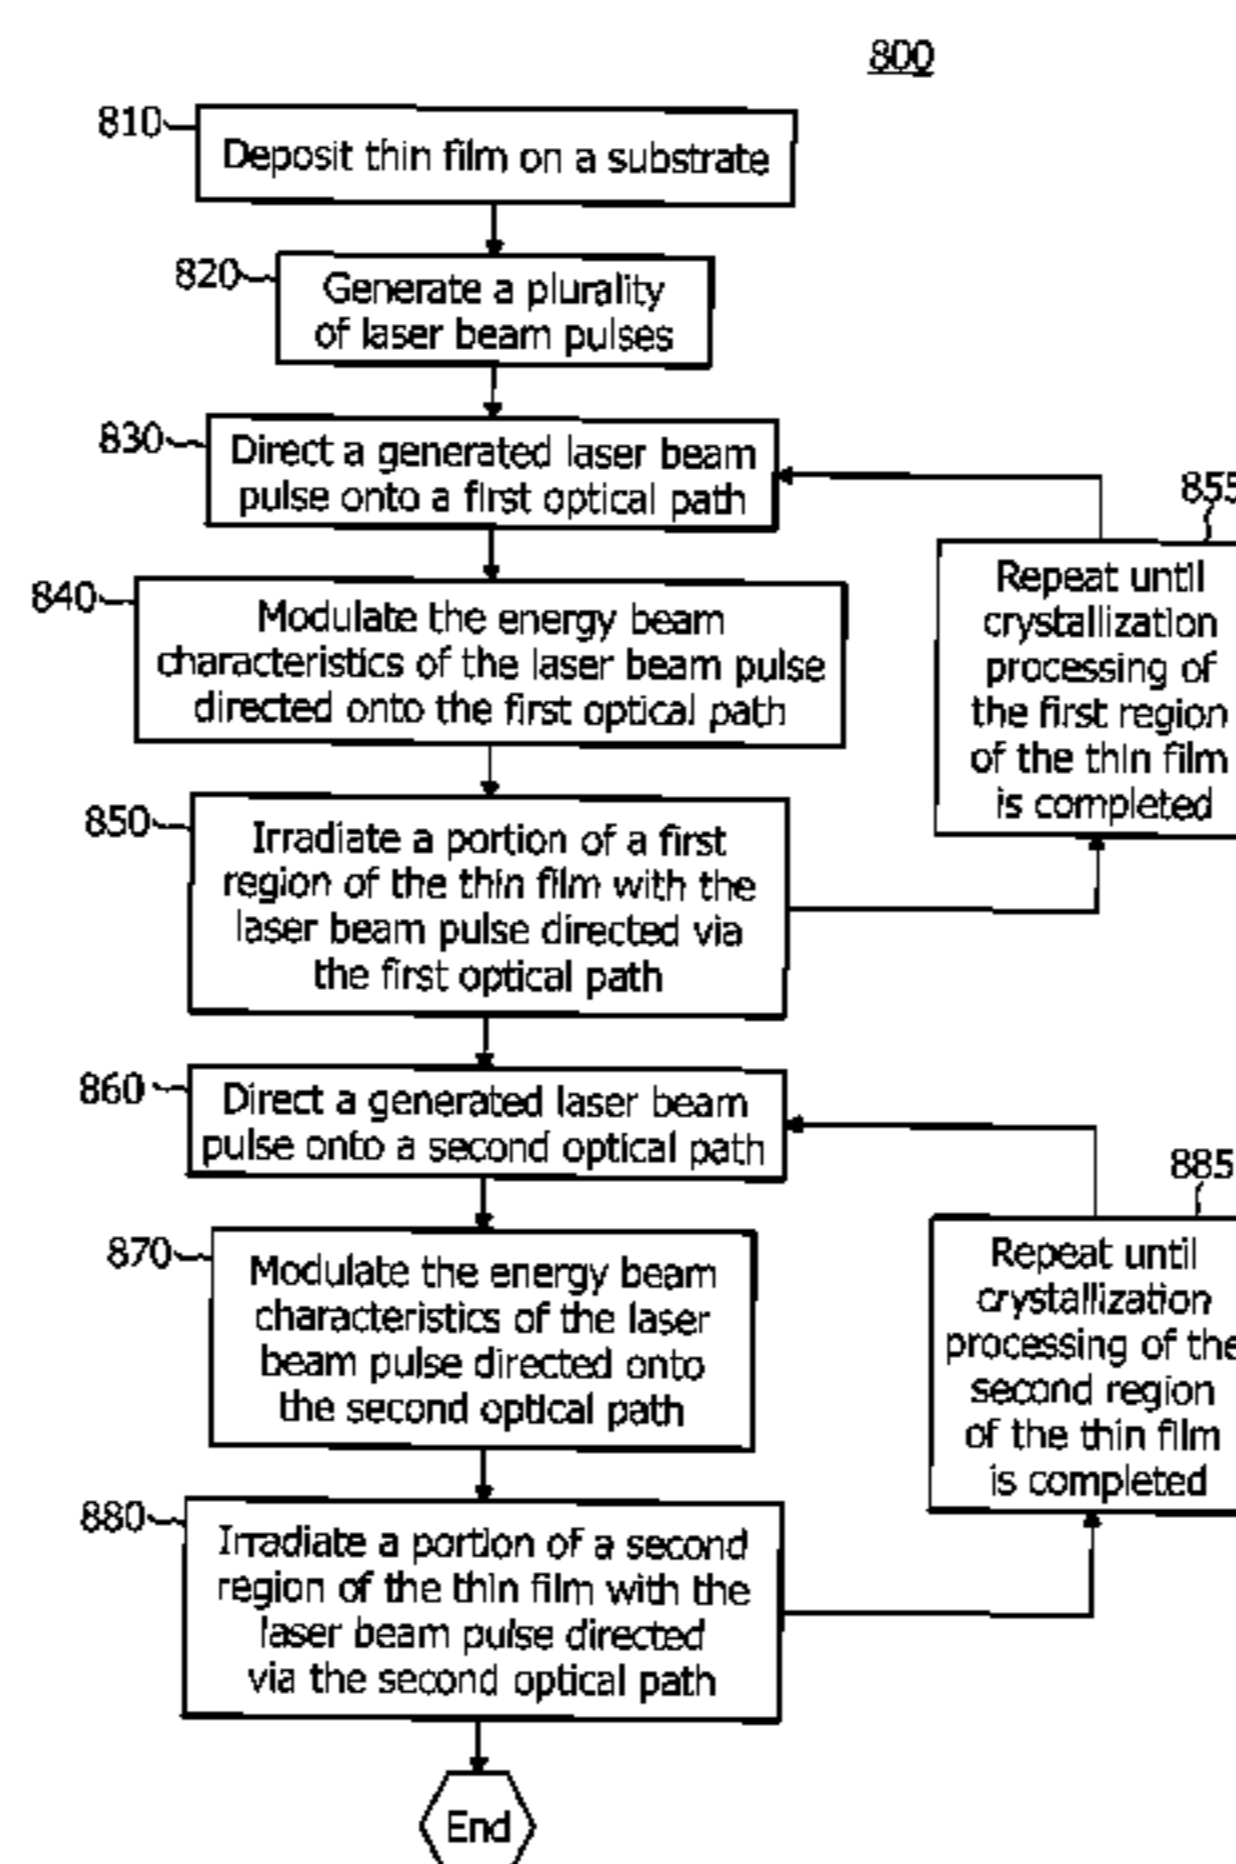 800
810
Deposit thin film on a substrate
820
Generate a plurality
of laser beam pulses
830
Direct a generated laser beam
pulse onto a first optical path
855
Repeat until
crystallization
processing of
the first region
of the thin film
is completed
840
Modulate the energy beam
characteristics of the laser beam pulse
directed onto the first optical path
850
Irradiate a portion of a first
region of the thin film with the
laser beam pulse directed via
the first optical path
860
Direct a generated laser beam
pulse onto a second optical path
885
Repeat until
crystallization
processing of the
second region
of the thin film
is completed
870
Modulate the energy beam
characteristics of the laser
beam pulse directed onto
the second optical path
880
Irradiate a portion of a second
region of the thin film with the
laser beam pulse directed
via the second optical path
End